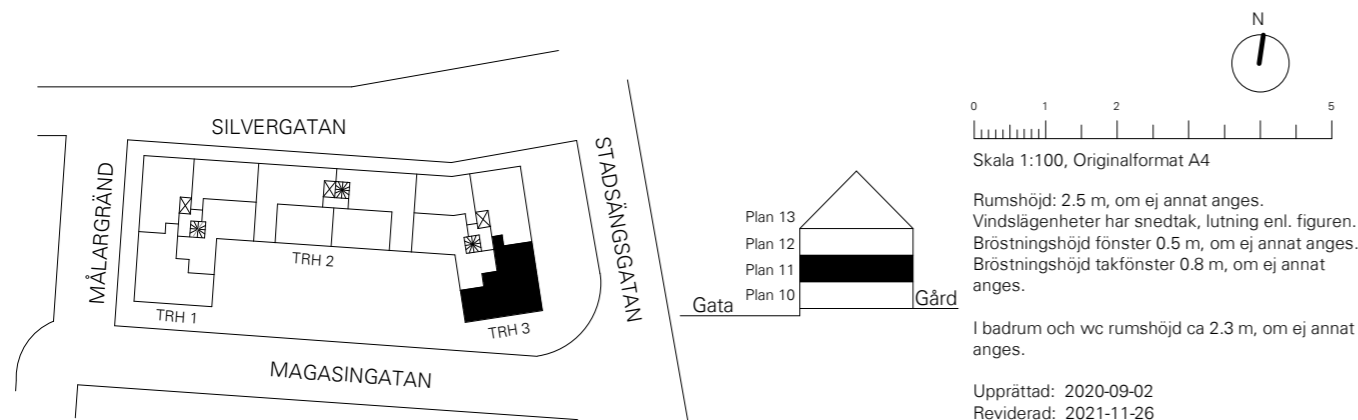 SILVERGATAN
MÅLARGRÄND
STADSÄNGSGATAN
TRH 1
TRH 2
TRH 3
MAGASINGATAN
Plan 13
Plan 12
Plan 11
Plan 10
Gata
Gård
N
0 1 2 5
Skala 1:100, Originalformat A4
Rumshöjd: 2.5 m, om ej annat anges.
Vindslägenheter har snedtak, lutning enl. figuren.
Bröstningshöjd fönster 0.5 m, om ej annat anges.
Bröstningshöjd takfönster 0.8 m, om ej annat
anges.
I badrum och wc rumshöjd ca 2.3 m, om ej annat
anges.
Upprättad: 2020-09-02
Reviderad: 2021-11-26